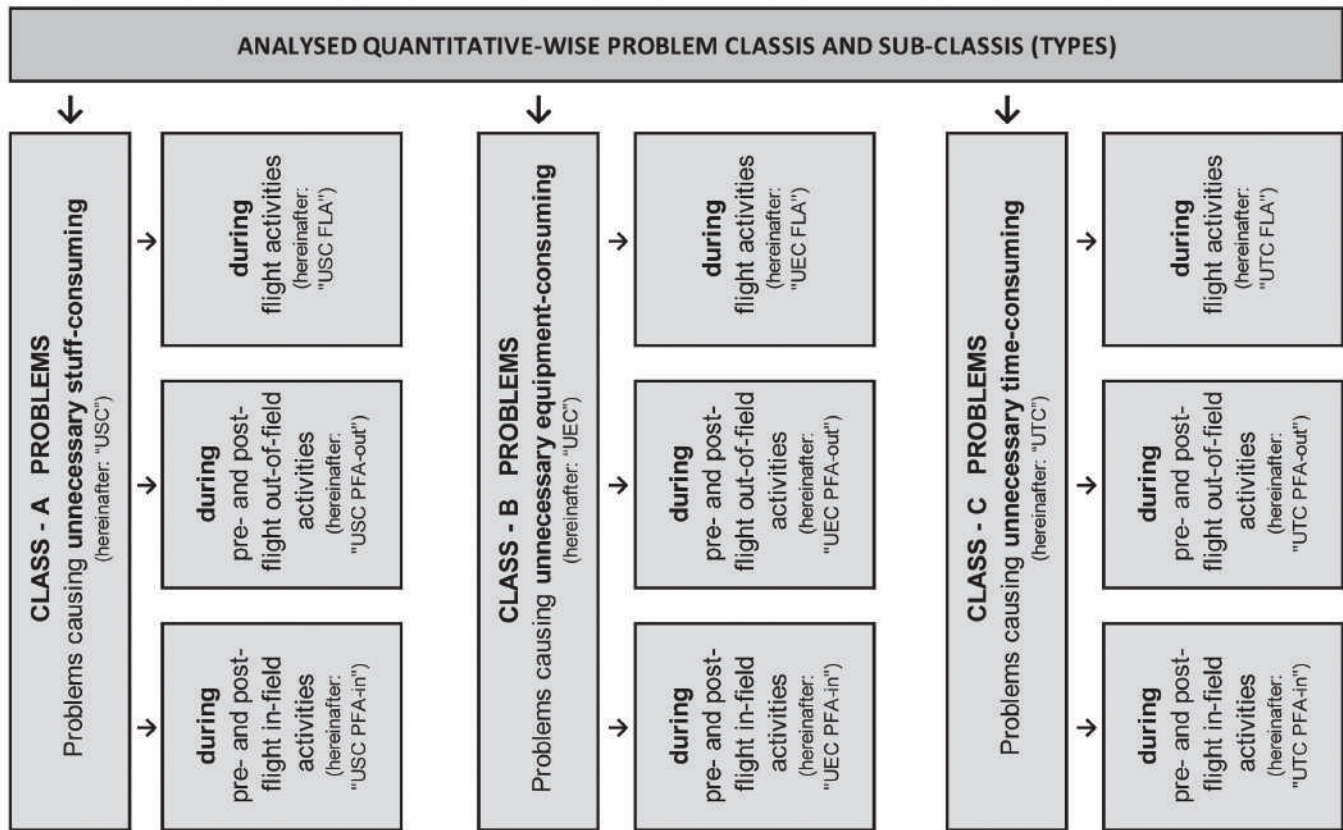 ANALYSED QUANTITATIVE-WISE PROBLEM CLASSIS AND SUB-CLASSIS (TYPES)
CLASS - A PROBLEMS
Problems causing unnecessary stuff-consuming
(hereinafter: “USC”)
during
pre- and post-
flight in-field
activities
(hereinafter:
"USC PFA-in")
during
pre- and post-
flight out-of-field
activities
(hereinafter:
"USC PFA-out")
during
flight activities
(hereinafter:
"USC FLA")
CLASS - B PROBLEMS
Problems causing unnecessary equipment-consuming
(hereinafter: “UEC”)
during
pre- and post-
flight in-field
activities
(hereinafter:
"UEC PFA-in")
during
pre- and post-
flight out-of-field
activities
(hereinafter:
"UEC PFA-out")
during
flight activities
(hereinafter:
"UEC FLA")
CLASS - C PROBLEMS
Problems causing unnecessary time-consuming
(hereinafter: “UTC”)
during
pre- and post-
flight in-field
activities
(hereinafter:
"UTC PFA-in")
during
pre- and post-
flight out-of-field
activities
(hereinafter:
"UTC PFA-out")
during
flight activities
(hereinafter:
"UTC FLA")